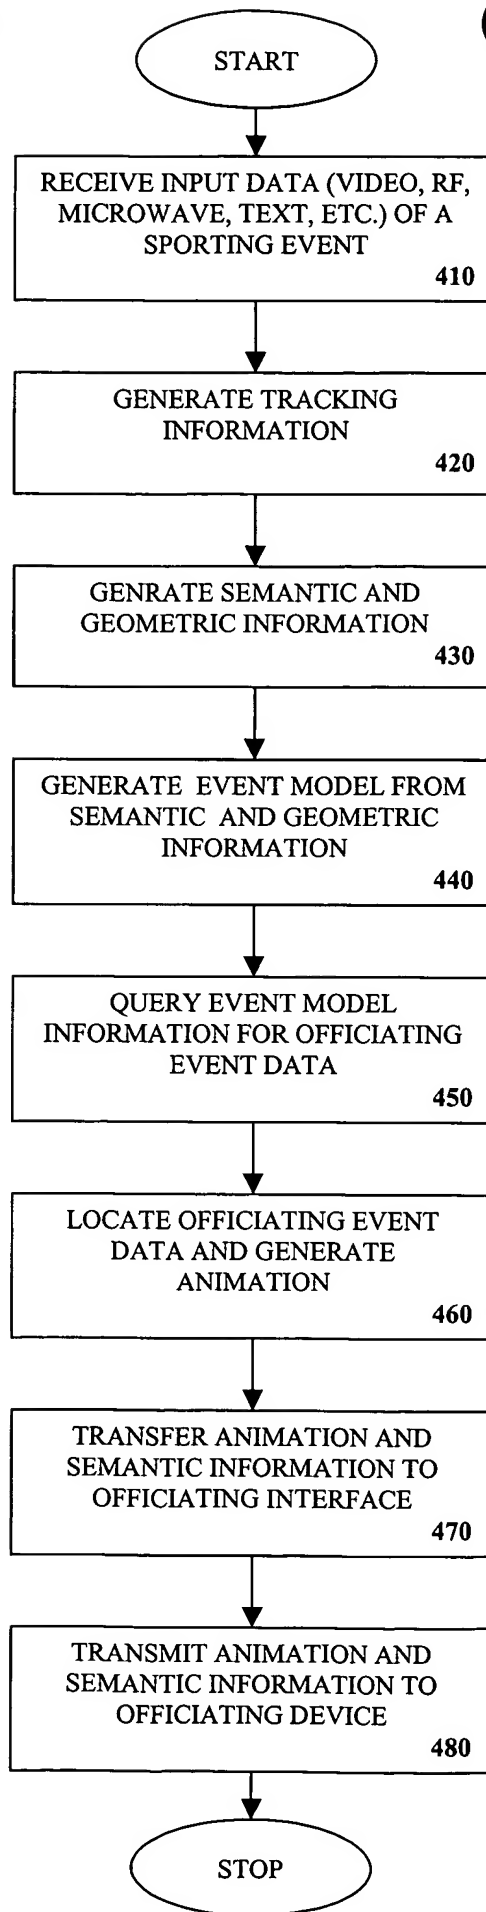 START
RECEIVE INPUT DATA (VIDEO, RF,
MICROWAVE, TEXT, ETC.) OF A
SPORTING EVENT
410
GENERATE TRACKING
INFORMATION
420
GENRATE SEMANTIC AND
GEOMETRIC INFORMATION
430
GENERATE EVENT MODEL FROM
SEMANTIC AND GEOMETRIC
INFORMATION
440
QUERY EVENT MODEL
INFORMATION FOR OFFICIATING
EVENT DATA
450
LOCATE OFFICIATING EVENT
DATA AND GENERATE
ANIMATION
460
TRANSFER ANIMATION AND
SEMANTIC INFORMATION TO
OFFICIATING INTERFACE
470
TRANSMIT ANIMATION AND
SEMANTIC INFORMATION TO
OFFICIATING DEVICE
480
STOP